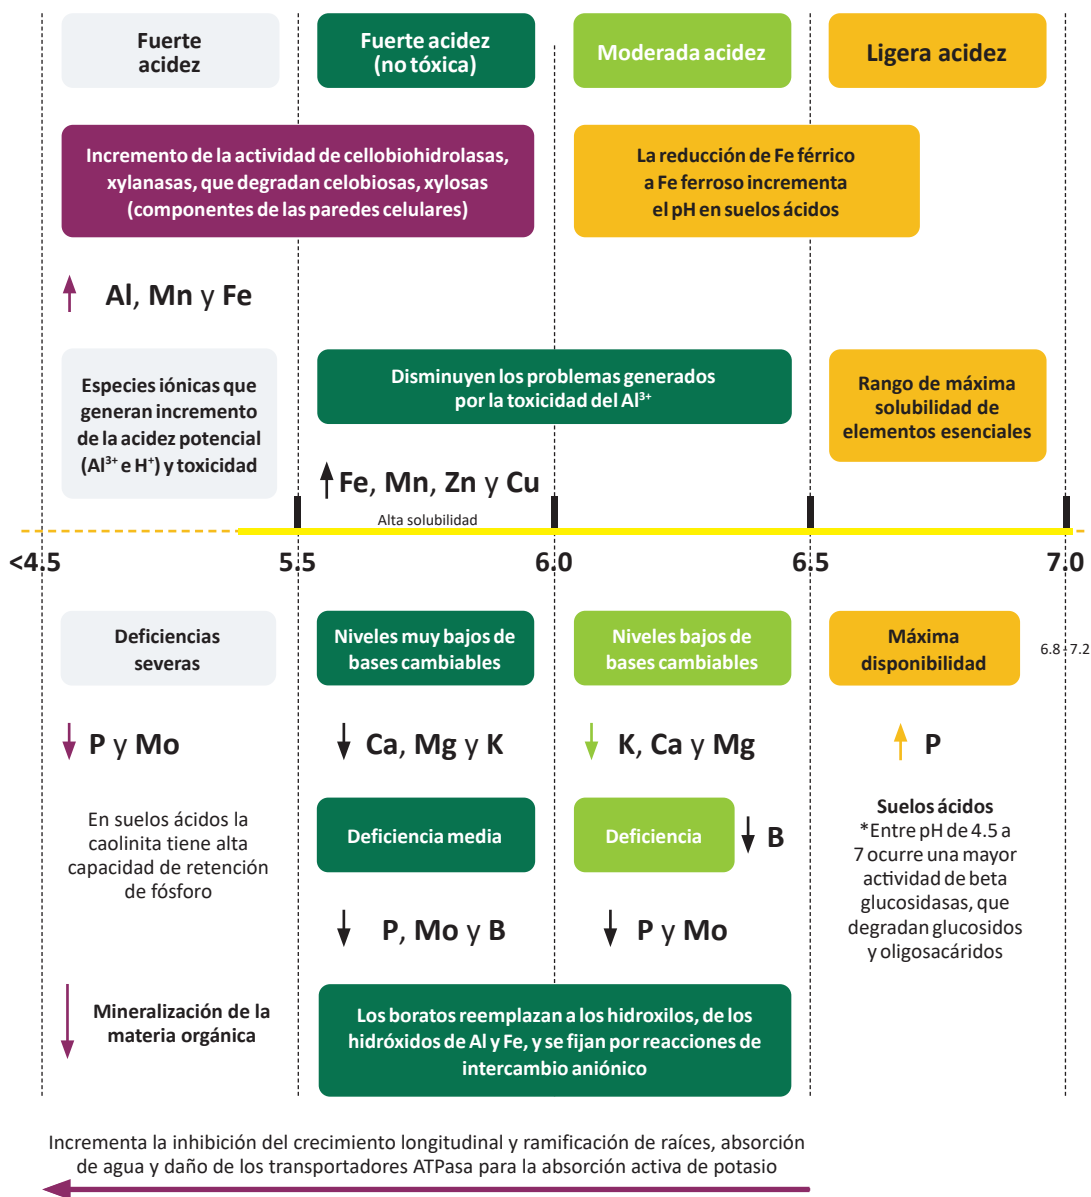 Fuerte
acidez
Fuerte acidez
(no tóxica)
Moderada acidez
Ligera acidez
Incremento de la actividad de cellobiohidrolasas,
xylanasas, que degradan celobiosas, xylosas
(componentes de las paredes celulares)
La reducción de Fe férrico
a Fe ferroso incrementa
el pH en suelos ácidos
Al, Mn y Fe
Especies iónicas que
generan incremento
de la acidez potencial
(Al³⁺ e H⁺) y toxicidad
Disminuyen los problemas generados
por la toxicidad del Al³⁺
Rango de máxima
solubilidad de
elementos esenciales
Fe, Mn, Zn y Cu
Alta solubilidad
<4.5
5.5
6.0
6.5
7.0
Deficiencias
severas
Niveles muy bajos de
bases cambiables
Niveles bajos de
bases cambiables
Máxima
disponibilidad
6.8 - 7.2
P y Mo
Ca, Mg y K
K, Ca y Mg
P
En suelos ácidos la
caolinita tiene alta
capacidad de retención
de fósforo
Deficiencia media
Deficiencia
B
Suelos ácidos
*Entre pH de 4.5 a
7 ocurre una mayor
actividad de beta
glucosidasas, que
degradan glucosidos
y oligosacáridos
P, Mo y B
P y Mo
Mineralización de la
materia orgánica
Los boratos reemplazan a los hidroxilos, de los
hidróxidos de Al y Fe, y se fijan por reacciones de
intercambio aniónico
Incrementa la inhibición del crecimiento longitudinal y ramificación de raíces, absorción
de agua y daño de los transportadores ATPasa para la absorción activa de potasio